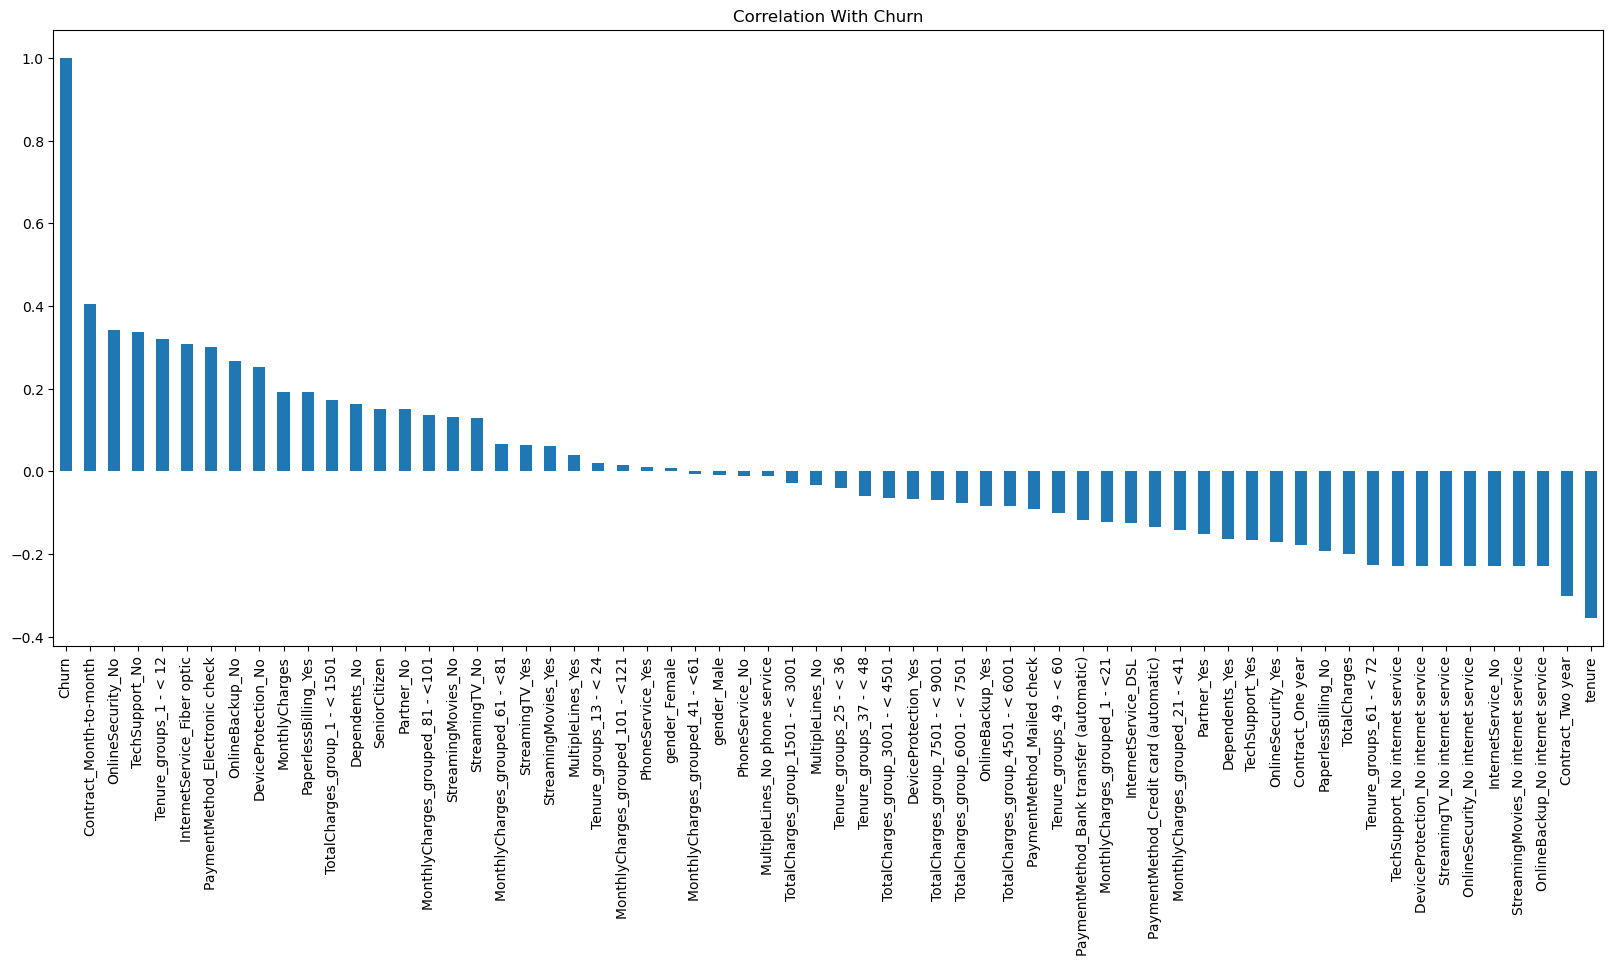 Correlation With Churn
1.0
0.8
0.6
0.4
0.2
0.0
−0.2
−0.4
Churn
Contract_Month-to-month
OnlineSecurity_No
TechSupport_No
Tenure_groups_1 - < 12
InternetService_Fiber optic
PaymentMethod_Electronic check
OnlineBackup_No
DeviceProtection_No
MonthlyCharges
PaperlessBilling_Yes
TotalCharges_group_1 - < 1501
Dependents_No
SeniorCitizen
Partner_No
MonthlyCharges_grouped_81 - <101
StreamingMovies_No
StreamingTV_No
MonthlyCharges_grouped_61 - <81
StreamingTV_Yes
StreamingMovies_Yes
MultipleLines_Yes
Tenure_groups_13 - < 24
MonthlyCharges_grouped_101 - <121
PhoneService_Yes
gender_Female
MonthlyCharges_grouped_41 - <61
gender_Male
PhoneService_No
MultipleLines_No phone service
TotalCharges_group_1501 - < 3001
MultipleLines_No
Tenure_groups_25 - < 36
Tenure_groups_37 - < 48
TotalCharges_group_3001 - < 4501
DeviceProtection_Yes
TotalCharges_group_7501 - < 9001
TotalCharges_group_6001 - < 7501
OnlineBackup_Yes
TotalCharges_group_4501 - < 6001
PaymentMethod_Mailed check
Tenure_groups_49 - < 60
PaymentMethod_Bank transfer (automatic)
MonthlyCharges_grouped_1 - <21
InternetService_DSL
PaymentMethod_Credit card (automatic)
MonthlyCharges_grouped_21 - <41
Partner_Yes
Dependents_Yes
TechSupport_Yes
OnlineSecurity_Yes
Contract_One year
PaperlessBilling_No
TotalCharges
Tenure_groups_61 - < 72
TechSupport_No internet service
DeviceProtection_No internet service
StreamingTV_No internet service
OnlineSecurity_No internet service
InternetService_No
StreamingMovies_No internet service
OnlineBackup_No internet service
Contract_Two year
tenure